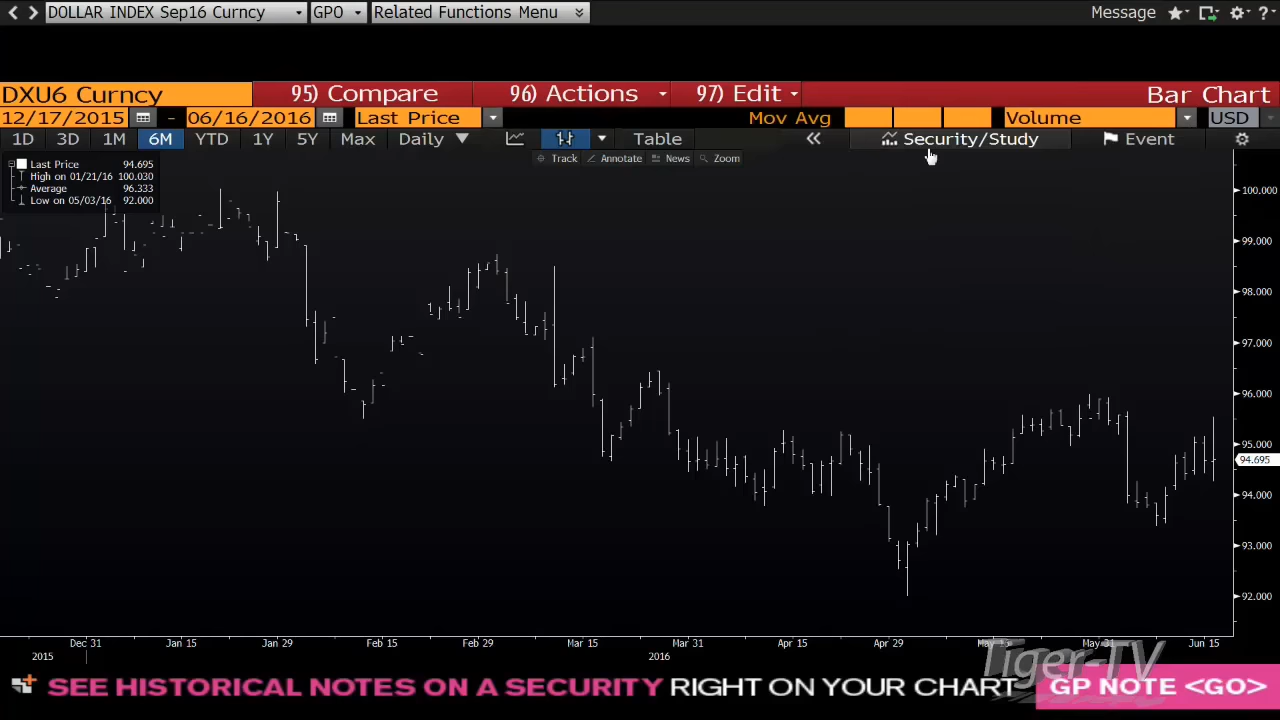 DOLLAR INDEX Sep16 Curncy GPO Related Functions Menu Message ?
DXU6 Curncy 95) Compare 96) Actions 97) Edit Bar Chart
12/17/2015 - 06/16/2016 Last Price Mov Avg Volume USD
1D 3D 1M 6M YTD 1Y 5Y Max Daily Table Security/Study Event
Track Annotate News Zoom
Last Price 94.695
High on 01/21/16 100.030
Average 96.333
Low on 05/03/16 92.000
100.000
99.000
98.000
97.000
96.000
95.000
94.695
94.000
93.000
92.000
Dec 31 Jan 15 Jan 29 Feb 15 Feb 29 Mar 15 Mar 31 Apr 15 Apr 29 May 31 Jun 15
2015 2016
Tiger-TV
SEE HISTORICAL NOTES ON A SECURITY RIGHT ON YOUR CHART GP NOTE <GO>